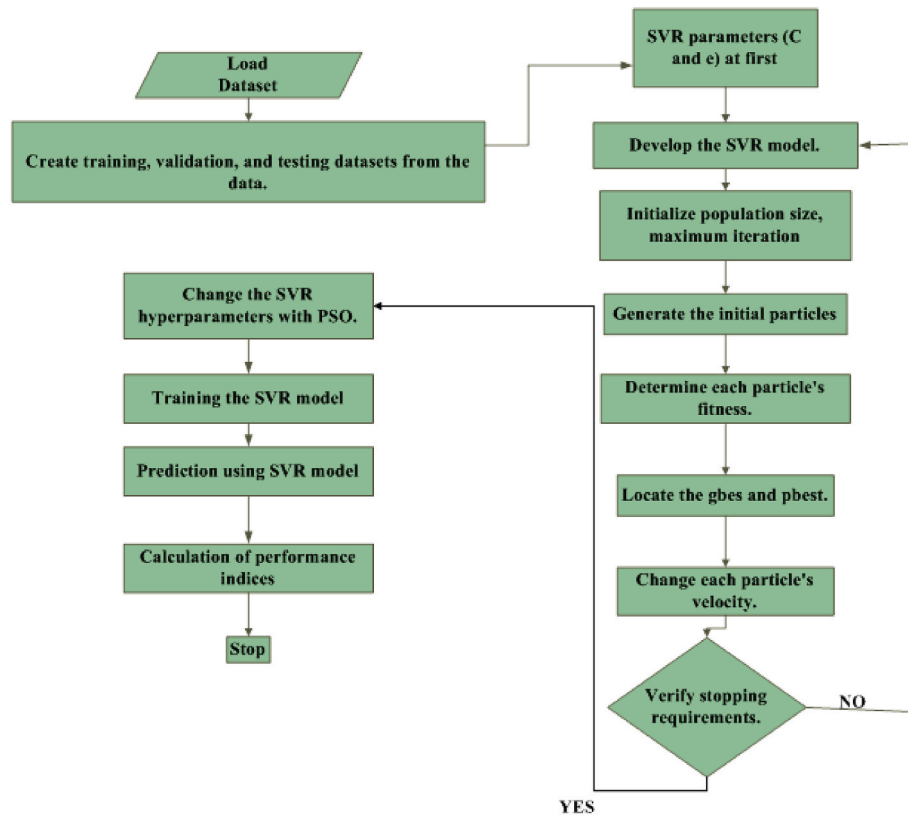 Load
Dataset
Create training, validation, and testing datasets from the
data.
SVR parameters (C
and e) at first
Develop the SVR model.
Initialize population size,
maximum iteration
Generate the initial particles
Determine each particle's
fitness.
Locate the gbes and pbest.
Change each particle's
velocity.
Verify stopping
requirements.
NO
YES
Change the SVR
hyperparameters with PSO.
Training the SVR model
Prediction using SVR model
Calculation of performance
indices
Stop